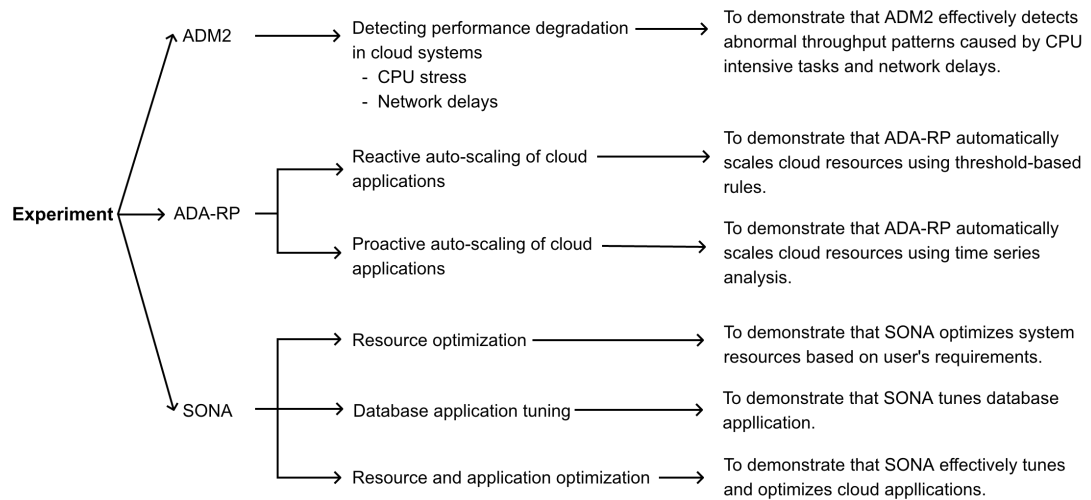 Experiment
ADM2
Detecting performance degradation
in cloud systems
- CPU stress
- Network delays
To demonstrate that ADM2 effectively detects
abnormal throughput patterns caused by CPU
intensive tasks and network delays.
ADA-RP
Reactive auto-scaling of cloud
applications
To demonstrate that ADA-RP automatically
scales cloud resources using threshold-based
rules.
Proactive auto-scaling of cloud
applications
To demonstrate that ADA-RP automatically
scales cloud resources using time series
analysis.
SONA
Resource optimization
To demonstrate that SONA optimizes system
resources based on user's requirements.
Database application tuning
To demonstrate that SONA tunes database
appllication.
Resource and application optimization
To demonstrate that SONA effectively tunes
and optimizes cloud appllications.